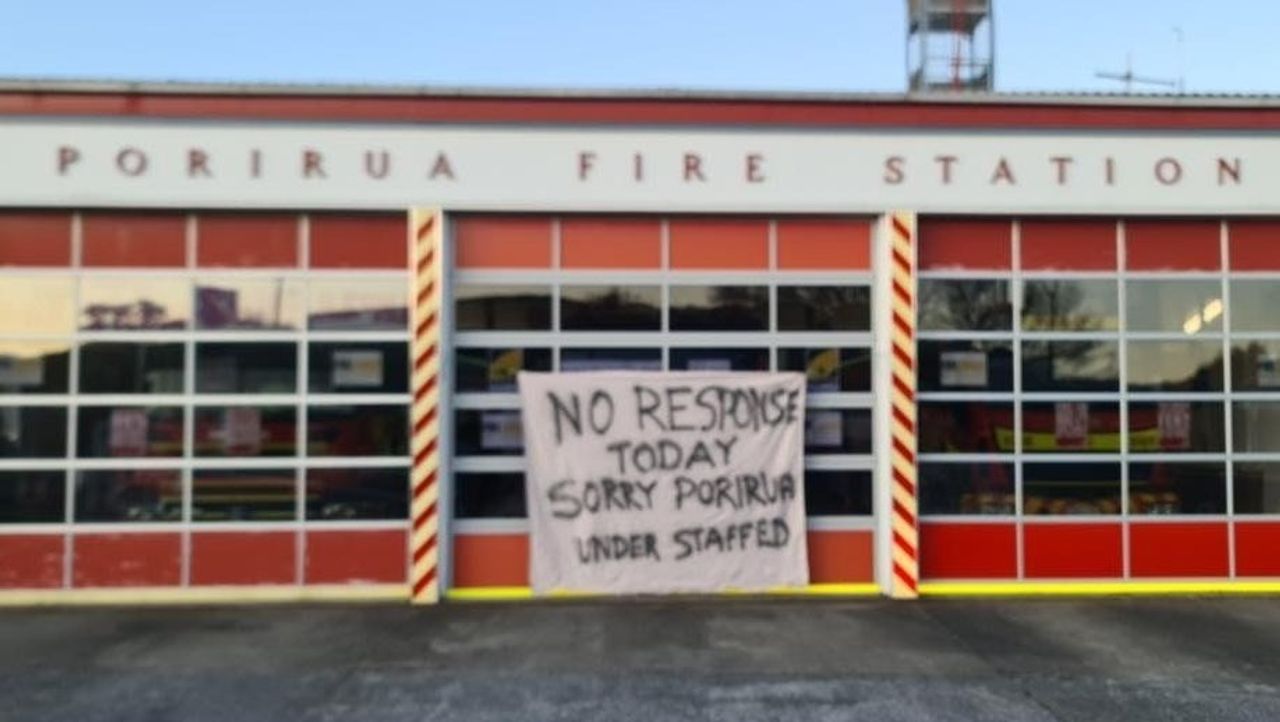 PORIRUA FIRE STATION
NO RESPONSE
TODAY
SORRY PORIRUA
UNDER STAFFED